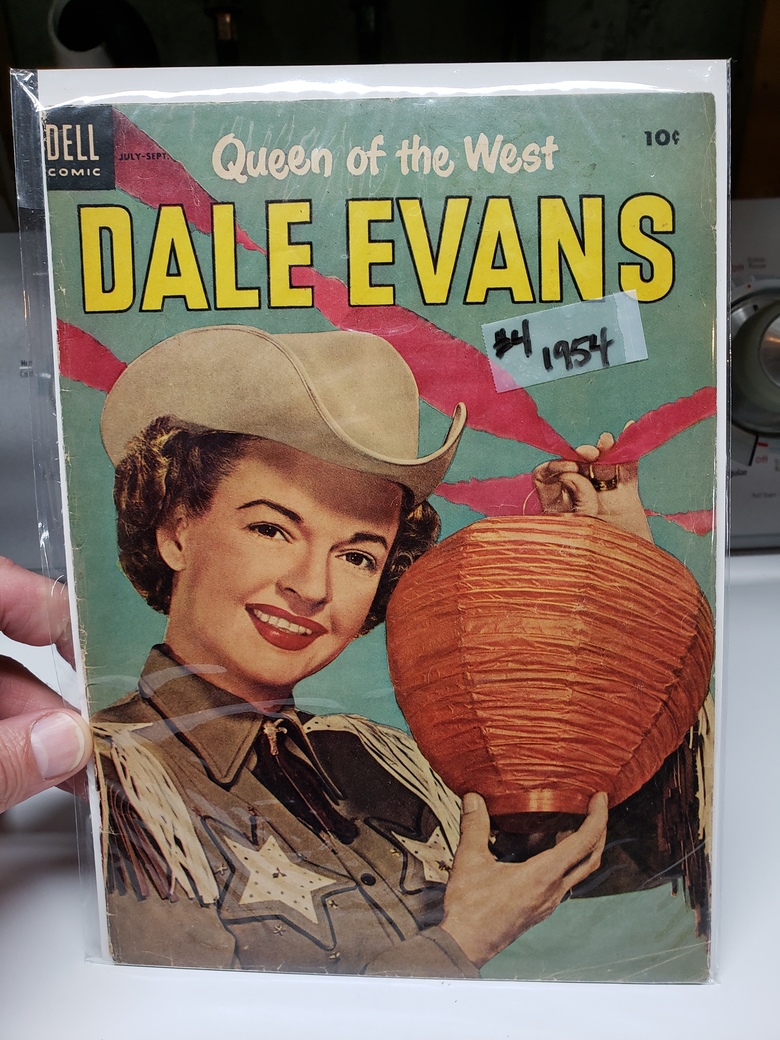 DELL
COMIC
JULY-SEPT.
Queen of the West
10¢
DALE EVANS
#4 1954